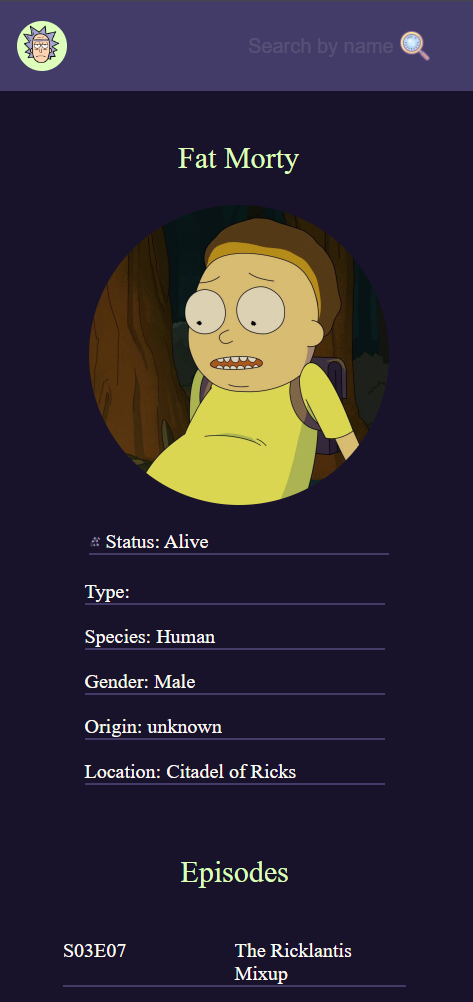 Search by name
Fat Morty
Status: Alive
Type:
Species: Human
Gender: Male
Origin: unknown
Location: Citadel of Ricks
Episodes
S03E07 The Ricklantis
Mixup